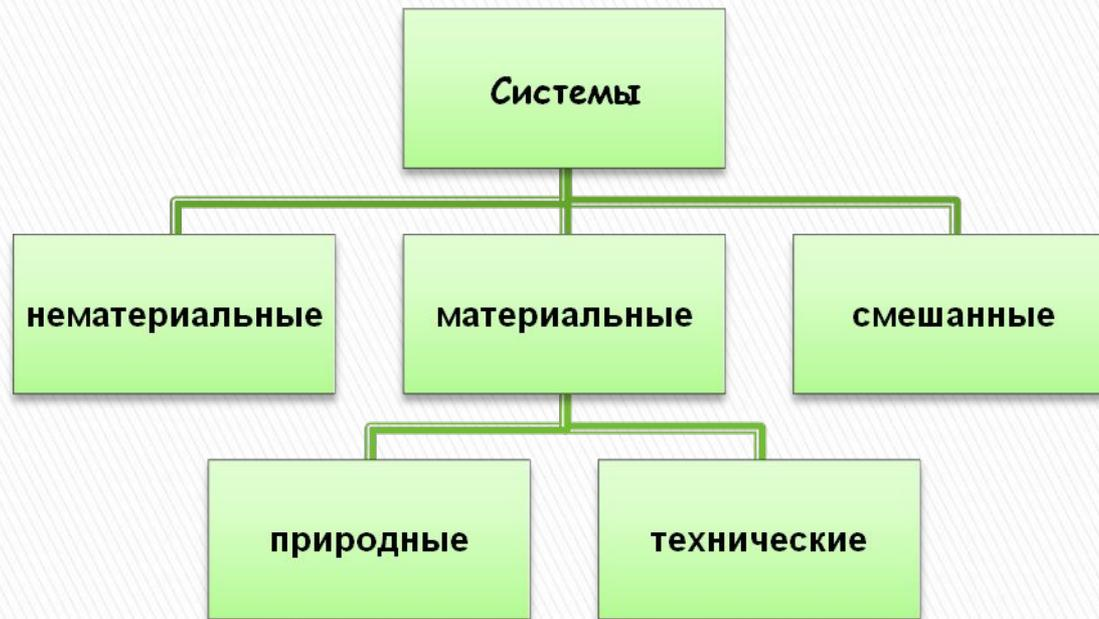 Системы
нематериальные
материальные
смешанные
природные
технические